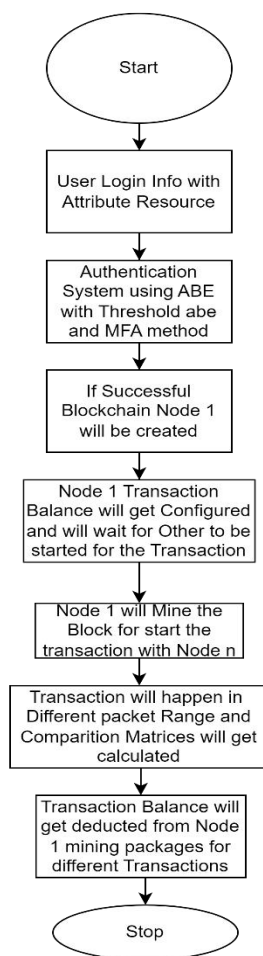 Start
User Login Info with
Attribute Resource
Authentication
System using ABE
with Threshold abe
and MFA method
If Successful
Blockchain Node 1
will be created
Node 1 Transaction
Balance will get Configured
and will wait for Other to be
started for the Transaction
Node 1 will Mine the
Block for start the
transaction with Node n
Transaction will happen in
Different packet Range and
Comparition Matrices will get
calculated
Transaction Balance will
get deducted from Node
1 mining packages for
different Transactions
Stop